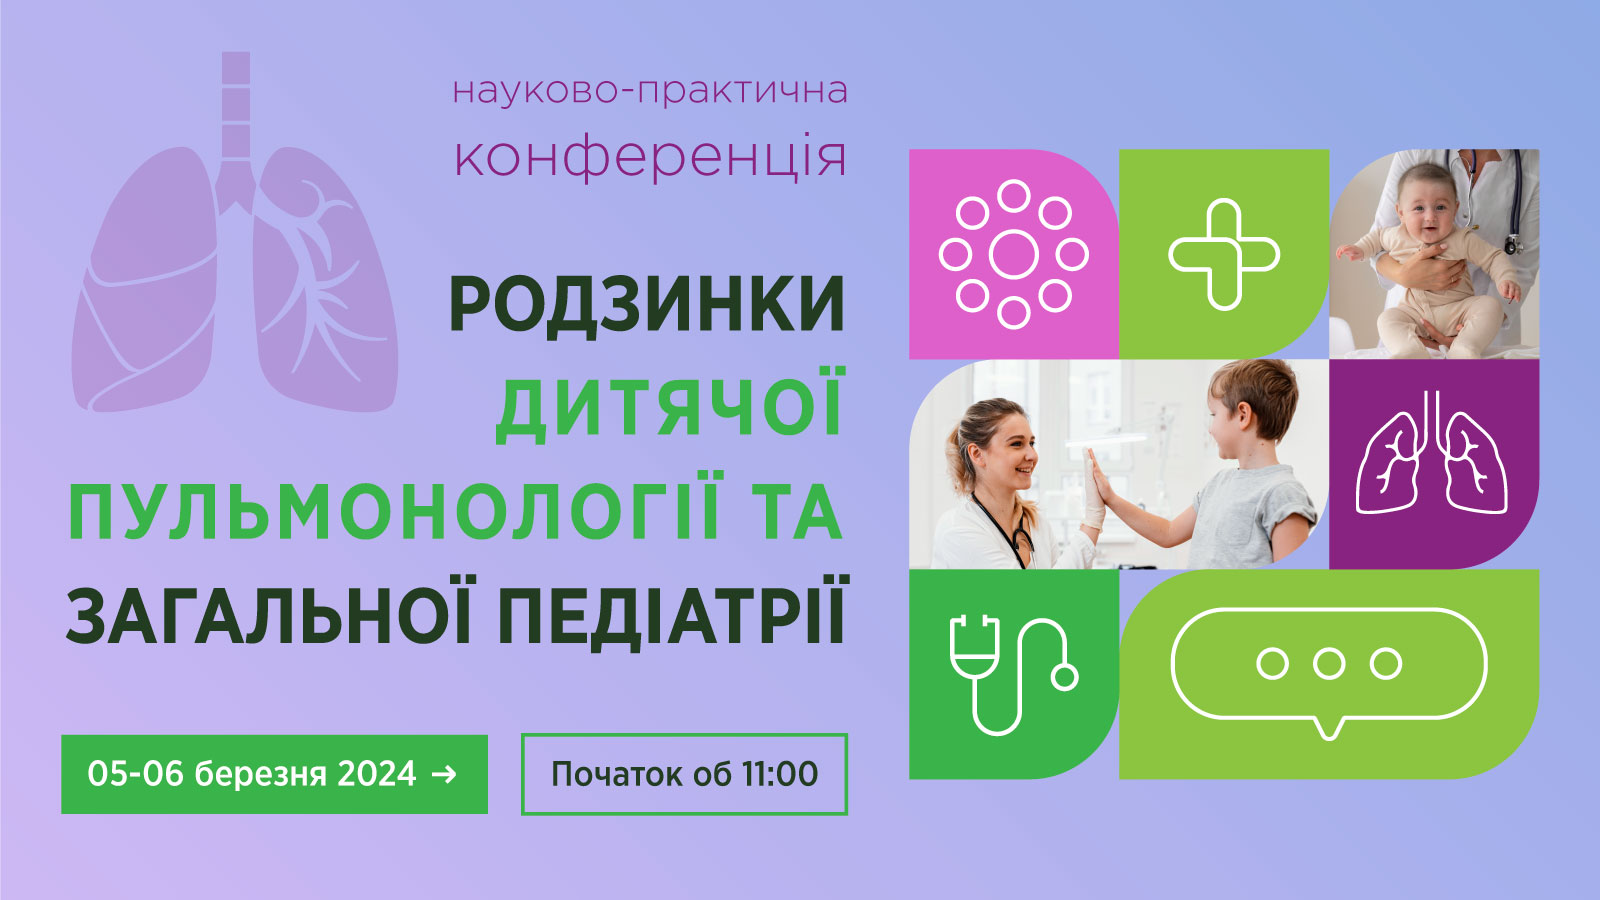 науково-практична
конференція
РОДЗИНКИ
ДИТЯЧОЇ
ПУЛЬМОНОЛОГІЇ ТА
ЗАГАЛЬНОЇ ПЕДІАТРІЇ
05-06 березня 2024 →
Початок об 11:00